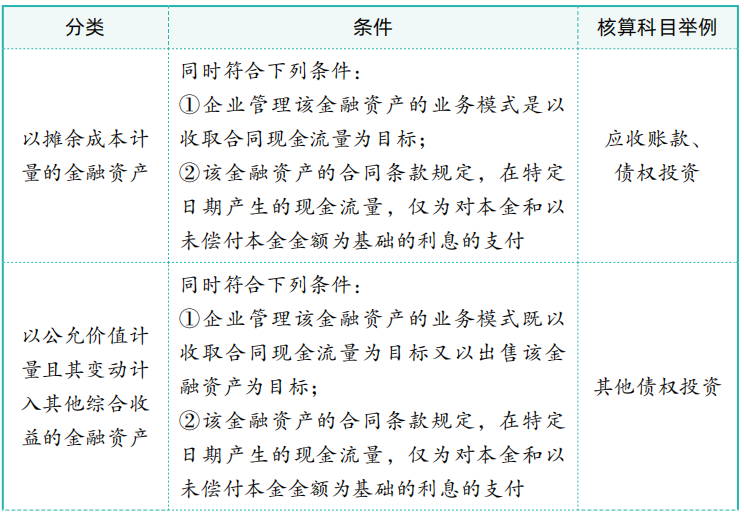 分类
条件
核算科目举例
以摊余成本计
量的金融资产
同时符合下列条件：
①企业管理该金融资产的业务模式是以
收取合同现金流量为目标；
②该金融资产的合同条款规定，在特定
日期产生的现金流量，仅为对本金和以
未偿付本金金额为基础的利息的支付
应收账款、
债权投资
以公允价值计
量且其变动计
入其他综合收
益的金融资产
同时符合下列条件：
①企业管理该金融资产的业务模式既以
收取合同现金流量为目标又以出售该金
融资产为目标；
②该金融资产的合同条款规定，在特定
日期产生的现金流量，仅为对本金和以
未偿付本金金额为基础的利息的支付
其他债权投资